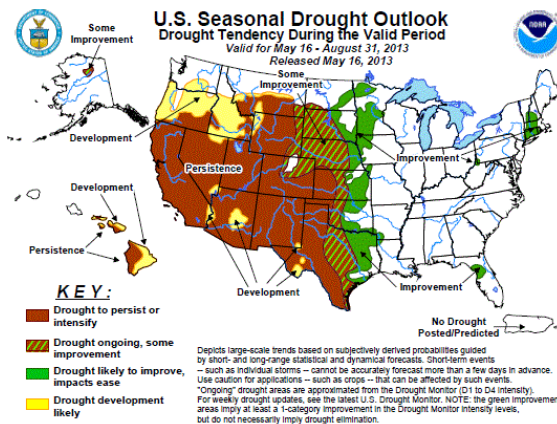 U.S. Seasonal Drought Outlook
Drought Tendency During the Valid Period
Valid for May 16 - August 31, 2013
Released May 16, 2013
NOAA
Some
Improvement
Some
Improvement
Development
Persistence
Improvement
Development
Persistence
Development
Improvement
No Drought
Posted/Predicted
KEY:
Drought to persist or
intensify
Drought ongoing, some
improvement
Drought likely to improve,
impacts ease
Drought development
likely
Depicts large-scale trends based on subjectively derived probabilities guided
by short- and long-range statistical and dynamical forecasts. Short-term events
-- such as individual storms -- cannot be accurately forecast more than a few days in advance.
Use caution for applications -- such as crops -- that can be affected by such events.
"Ongoing" drought areas are approximated from the Drought Monitor (D1 to D4 intensity).
For weekly drought updates, see the latest U.S. Drought Monitor. NOTE: the green improvement
areas imply at least a 1-category improvement in the Drought Monitor intensity levels,
but do not necessarily imply drought elimination.